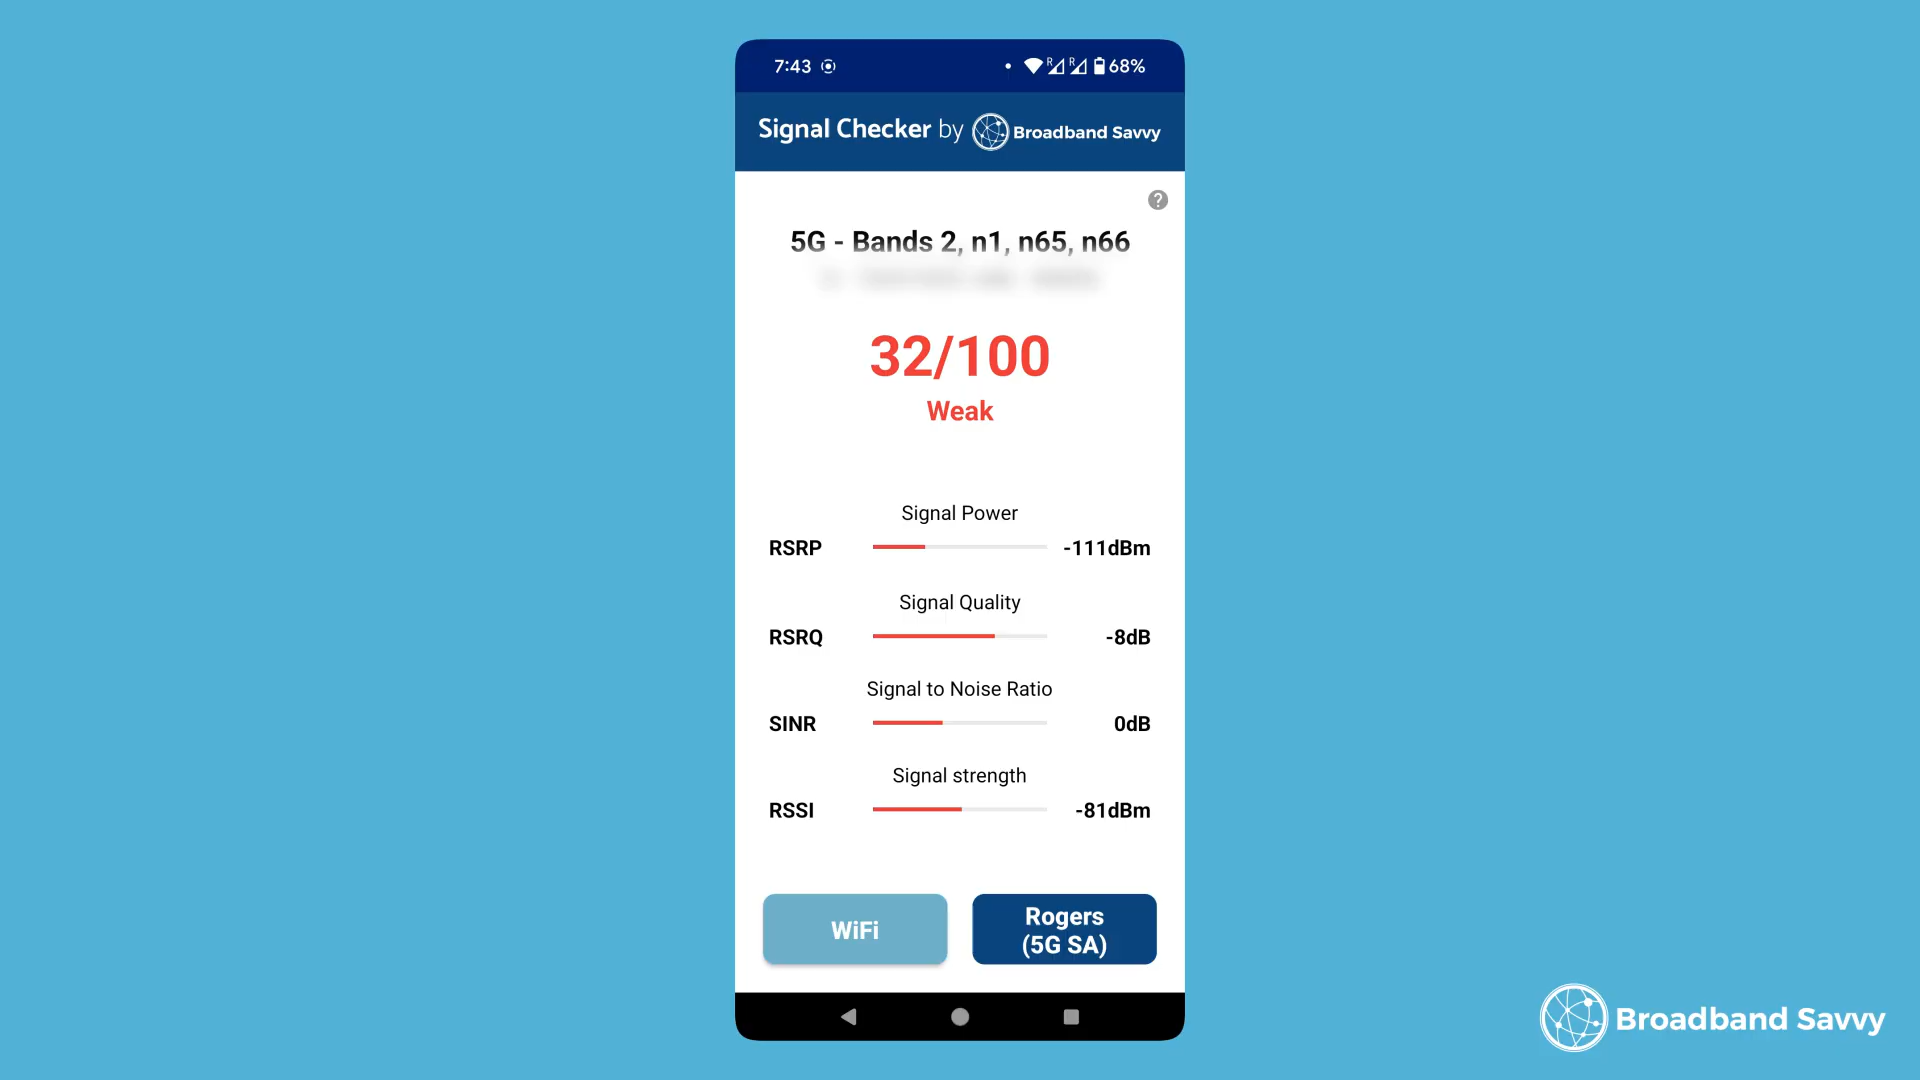 7:43
R R 68%
Signal Checker by Broadband Savvy
?
5G - Bands 2, n1, n65, n66
32/100
Weak
Signal Power
RSRP -111dBm
Signal Quality
RSRQ -8dB
Signal to Noise Ratio
SINR 0dB
Signal strength
RSSI -81dBm
WiFi
Rogers
(5G SA)
Broadband Savvy